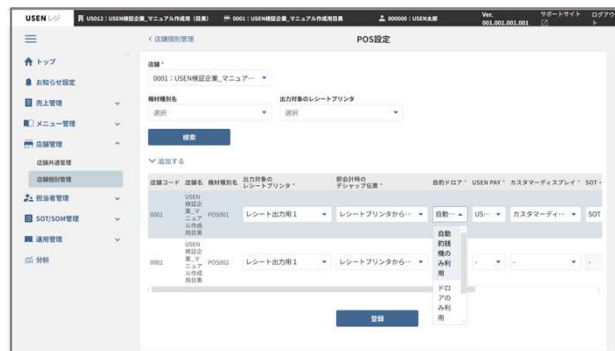 USEN レジ
US012：USEN検証企業_マニュアル作成用（目黒）
0001：USEN検証企業_マニュアル作成用目黒
000000：USEN太郎
Ver.
001.001.001.001
サポートサイト
ログアウト
トップ
お知らせ設定
売上管理
メニュー管理
店舗管理
店舗共通管理
店舗個別管理
担当者管理
SOT/SOM管理
運用管理
分析
店舗個別管理
POS設定
店舗 *
0001：USEN検証企業_マニュア…
機材種別名
出力対象のレシートプリンタ
選択
選択
検索
追加する
店舗コード 店舗名 機材種別名 出力対象のレシートプリンタ * 即会計時のデシャップ伝票 * 自釣ドロア * USEN PAY * カスタマーディスプレイ * SOT
0001 USEN検証企業_マニュアル作成用目黒 POS001 レシート出力用１ レシートプリンタから… 自動… US… カスタマーディ… SOT
自動釣銭機のみ利用
ドロアのみ利用
0001 USEN検証企業_マニュアル作成用目黒 POS002 レシート出力用１ レシートプリンタから… - - -
登録